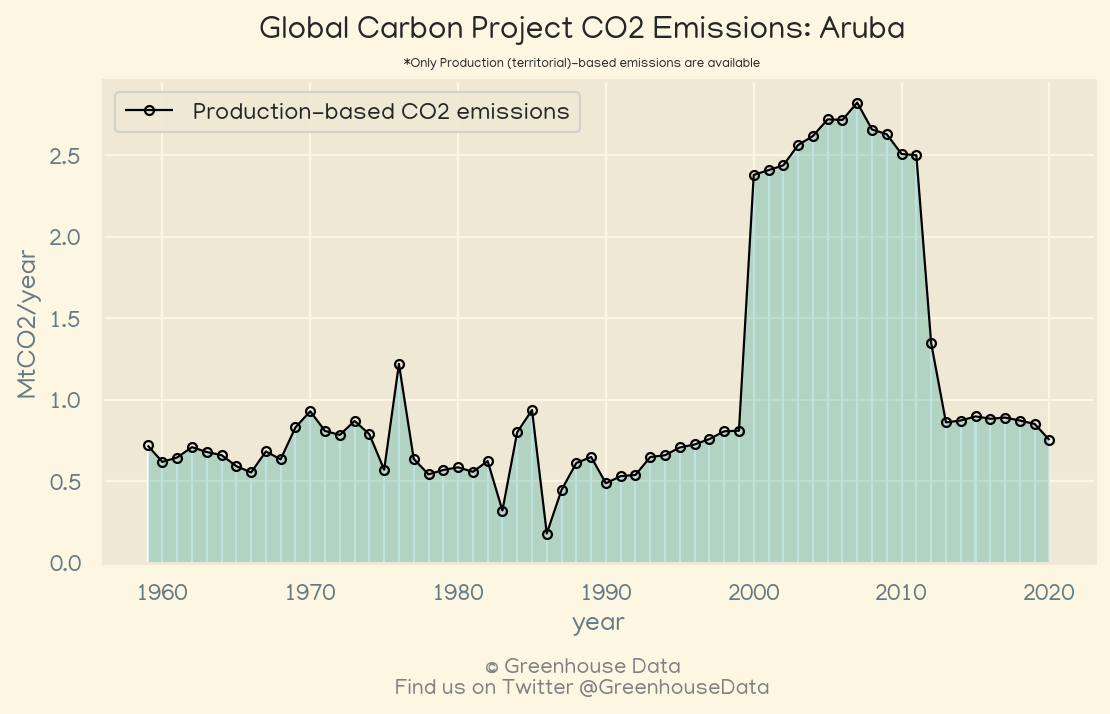 Global Carbon Project CO2 Emissions: Aruba
*Only Production (territorial)-based emissions are available
Production-based CO2 emissions
MtCO2/year
2.5
2.0
1.5
1.0
0.5
0.0
1960 1970 1980 1990 2000 2010 2020
year
© Greenhouse Data
Find us on Twitter @GreenhouseData